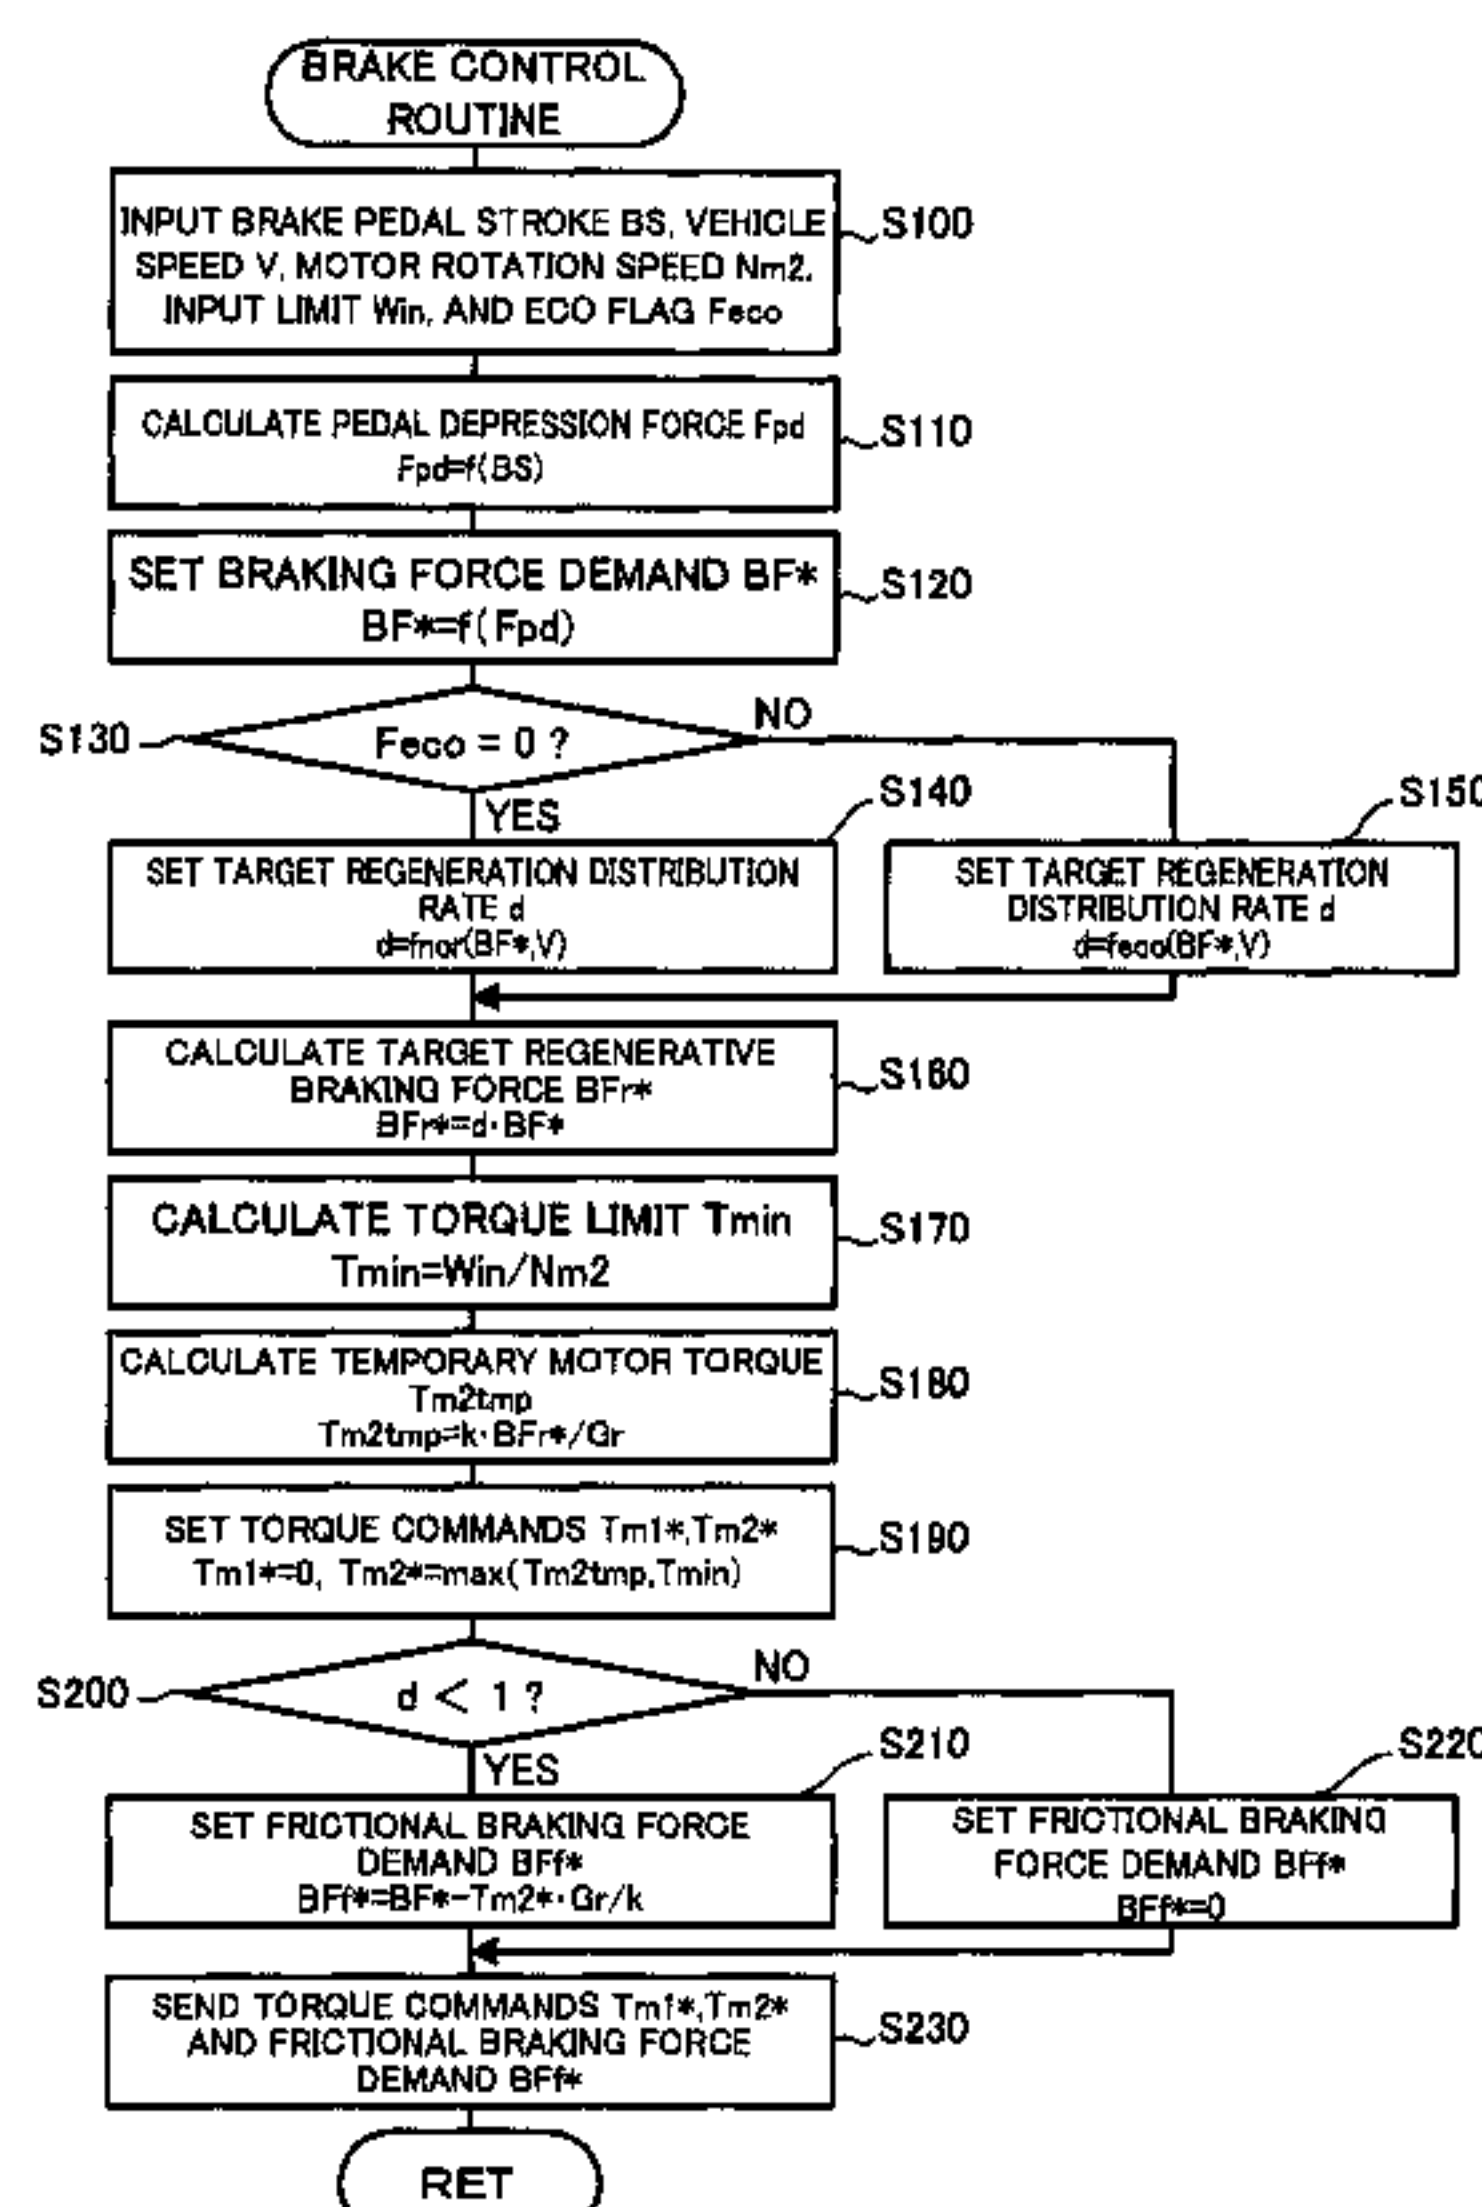 BRAKE CONTROL
ROUTINE
INPUT BRAKE PEDAL STROKE BS, VEHICLE
SPEED V, MOTOR ROTATION SPEED Nm2,
INPUT LIMIT Win, AND ECO FLAG Feco
S100
CALCULATE PEDAL DEPRESSION FORCE Fpd
Fpd=f(BS)
S110
SET BRAKING FORCE DEMAND BF*
BF*=f(Fpd)
S120
S130
Feco = 0 ?
NO
YES
S140
S150
SET TARGET REGENERATION DISTRIBUTION
RATE d
d=fnor(BF*,V)
SET TARGET REGENERATION
DISTRIBUTION RATE d
d=feco(BF*,V)
CALCULATE TARGET REGENERATIVE
BRAKING FORCE BFr*
BFr*=d·BF*
S160
CALCULATE TORQUE LIMIT Tmin
Tmin=Win/Nm2
S170
CALCULATE TEMPORARY MOTOR TORQUE
Tm2tmp
Tm2tmp=k·BFr*/Gr
S180
SET TORQUE COMMANDS Tm1*,Tm2*
Tm1*=0, Tm2*=max(Tm2tmp,Tmin)
S190
S200
d < 1 ?
NO
YES
S210
S220
SET FRICTIONAL BRAKING FORCE
DEMAND BFf*
BFf*=BF*-Tm2*·Gr/k
SET FRICTIONAL BRAKING
FORCE DEMAND BFf*
BFf*=0
SEND TORQUE COMMANDS Tm1*,Tm2*
AND FRICTIONAL BRAKING FORCE
DEMAND BFf*
S230
RET